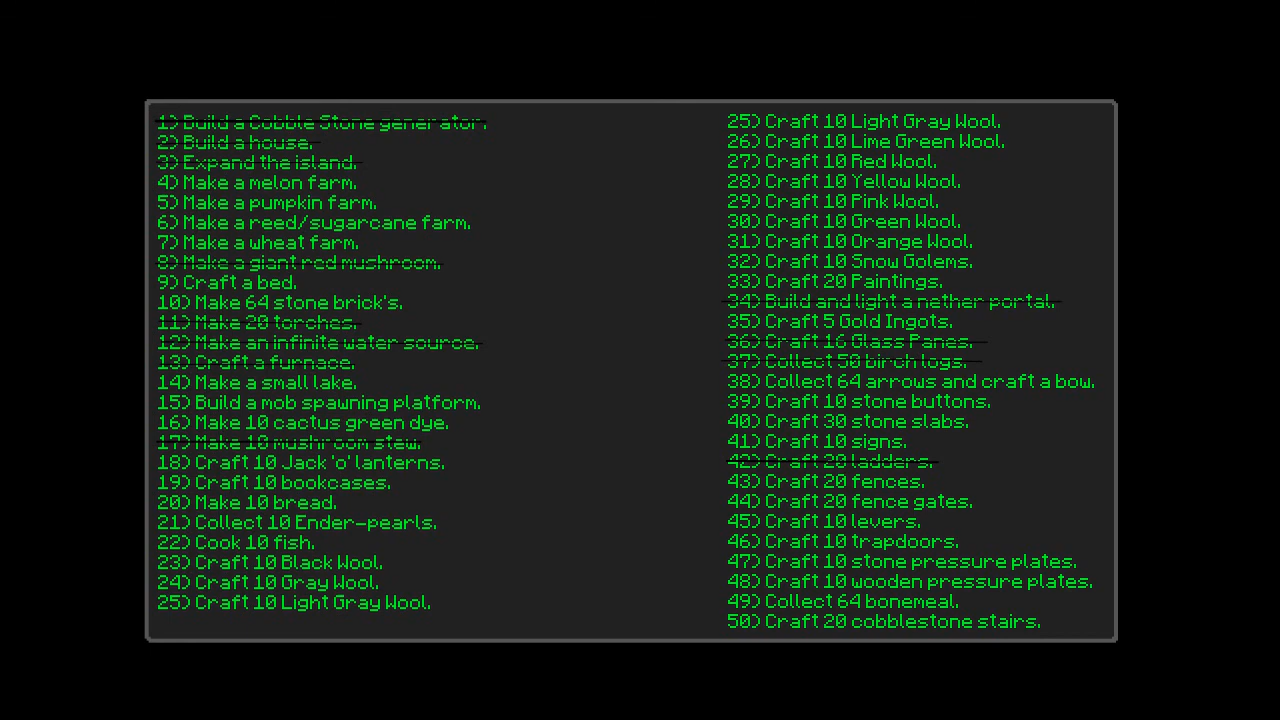 1) Build a Cobble Stone generator.
2) Build a house.
3) Expand the island.
4) Make a melon farm.
5) Make a pumpkin farm.
6) Make a reed/sugarcane farm.
7) Make a wheat farm.
8) Make a giant red mushroom.
9) Craft a bed.
10) Make 64 stone brick's.
11) Make 20 torches.
12) Make an infinite water source.
13) Craft a furnace.
14) Make a small lake.
15) Build a mob spawning platform.
16) Make 10 cactus green dye.
17) Make 10 mushroom stew.
18) Craft 10 Jack 'o' lanterns.
19) Craft 10 bookcases.
20) Make 10 bread.
21) Collect 10 Ender-pearls.
22) Cook 10 fish.
23) Craft 10 Black Wool.
24) Craft 10 Gray Wool.
25) Craft 10 Light Gray Wool.
25) Craft 10 Light Gray Wool.
26) Craft 10 Lime Green Wool.
27) Craft 10 Red Wool.
28) Craft 10 Yellow Wool.
29) Craft 10 Pink Wool.
30) Craft 10 Green Wool.
31) Craft 10 Orange Wool.
32) Craft 10 Snow Golems.
33) Craft 20 Paintings.
34) Build and light a nether portal.
35) Craft 5 Gold Ingots.
36) Craft 16 Glass Panes.
37) Collect 50 birch logs.
38) Collect 64 arrows and craft a bow.
39) Craft 10 stone buttons.
40) Craft 30 stone slabs.
41) Craft 10 signs.
42) Craft 20 ladders.
43) Craft 20 fences.
44) Craft 20 fence gates.
45) Craft 10 levers.
46) Craft 10 trapdoors.
47) Craft 10 stone pressure plates.
48) Craft 10 wooden pressure plates.
49) Collect 64 bonemeal.
50) Craft 20 cobblestone stairs.